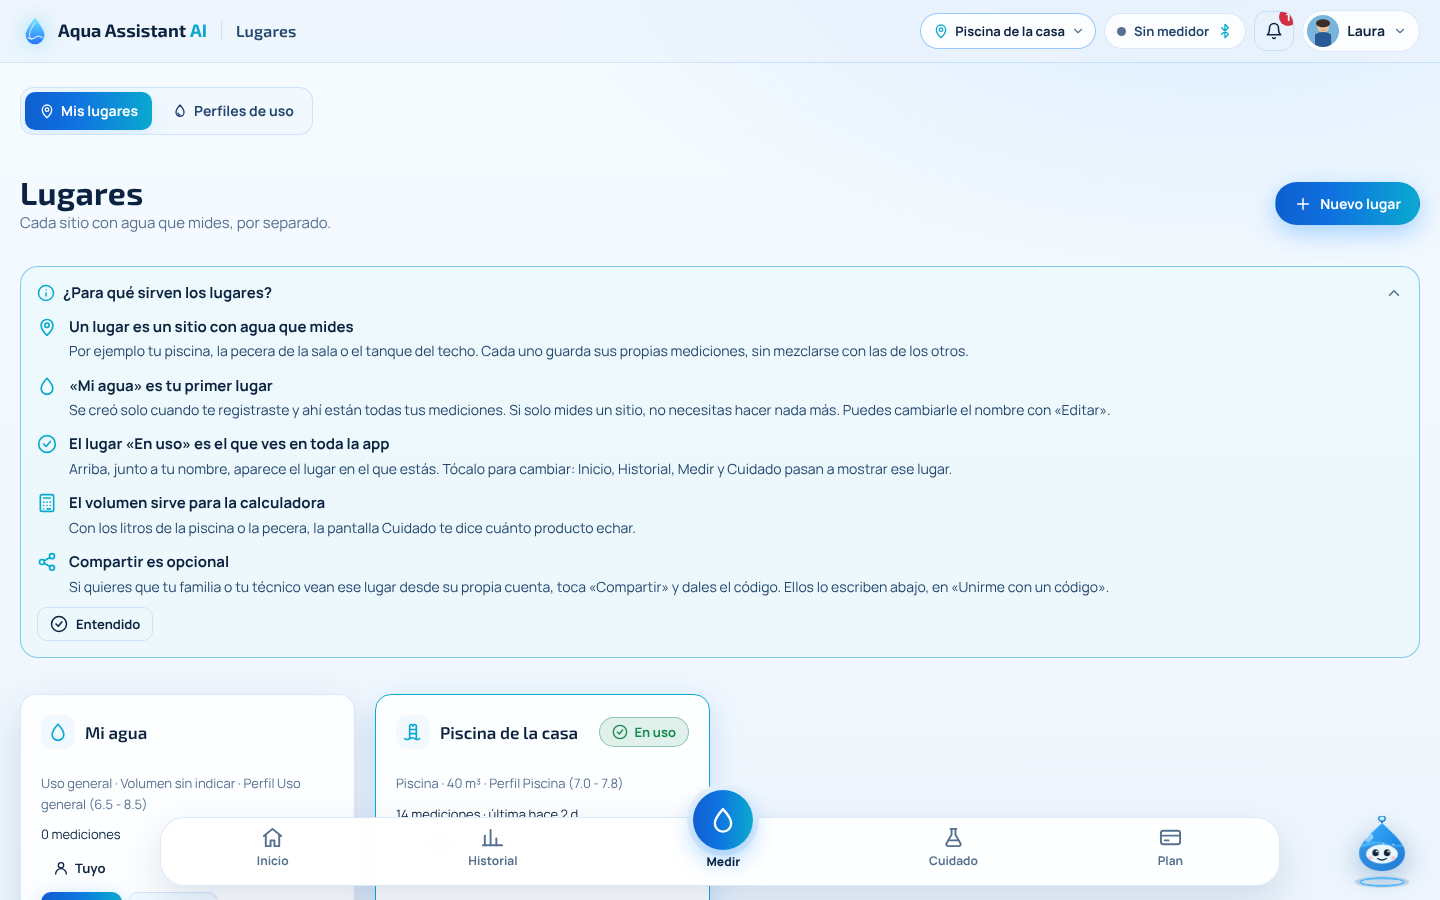 Aqua Assistant AI
Lugares
Piscina de la casa
Sin medidor
1
Laura
Mis lugares
Perfiles de uso
Lugares
Cada sitio con agua que mides, por separado.
Nuevo lugar
¿Para qué sirven los lugares?
Un lugar es un sitio con agua que mides
Por ejemplo tu piscina, la pecera de la sala o el tanque del techo. Cada uno guarda sus propias mediciones, sin mezclarse con las de los otros.
«Mi agua» es tu primer lugar
Se creó solo cuando te registraste y ahí están todas tus mediciones. Si solo mides un sitio, no necesitas hacer nada más. Puedes cambiarle el nombre con «Editar».
El lugar «En uso» es el que ves en toda la app
Arriba, junto a tu nombre, aparece el lugar en el que estás. Tócalo para cambiar: Inicio, Historial, Medir y Cuidado pasan a mostrar ese lugar.
El volumen sirve para la calculadora
Con los litros de la piscina o la pecera, la pantalla Cuidado te dice cuánto producto echar.
Compartir es opcional
Si quieres que tu familia o tu técnico vean ese lugar desde su propia cuenta, toca «Compartir» y dales el código. Ellos lo escriben abajo, en «Unirme con un código».
Entendido
Mi agua
Uso general · Volumen sin indicar · Perfil Uso
general (6.5 - 8.5)
0 mediciones
Tuyo
Piscina de la casa
En uso
Piscina · 40 m³ · Perfil Piscina (7.0 - 7.8)
14 mediciones · última hace 2 d
Inicio
Historial
Medir
Cuidado
Plan